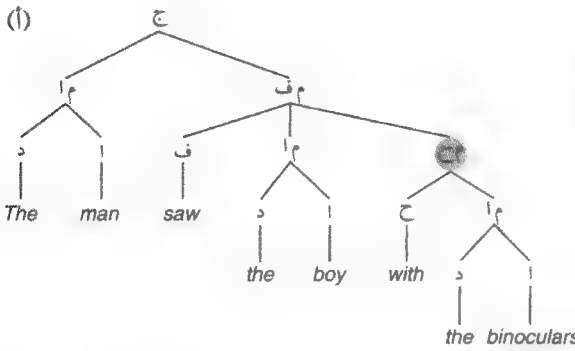 (أ)
ج
م ا م ف
د ا ف م ا
The man saw د ا ح م ا
the boy with د ا
the binoculars